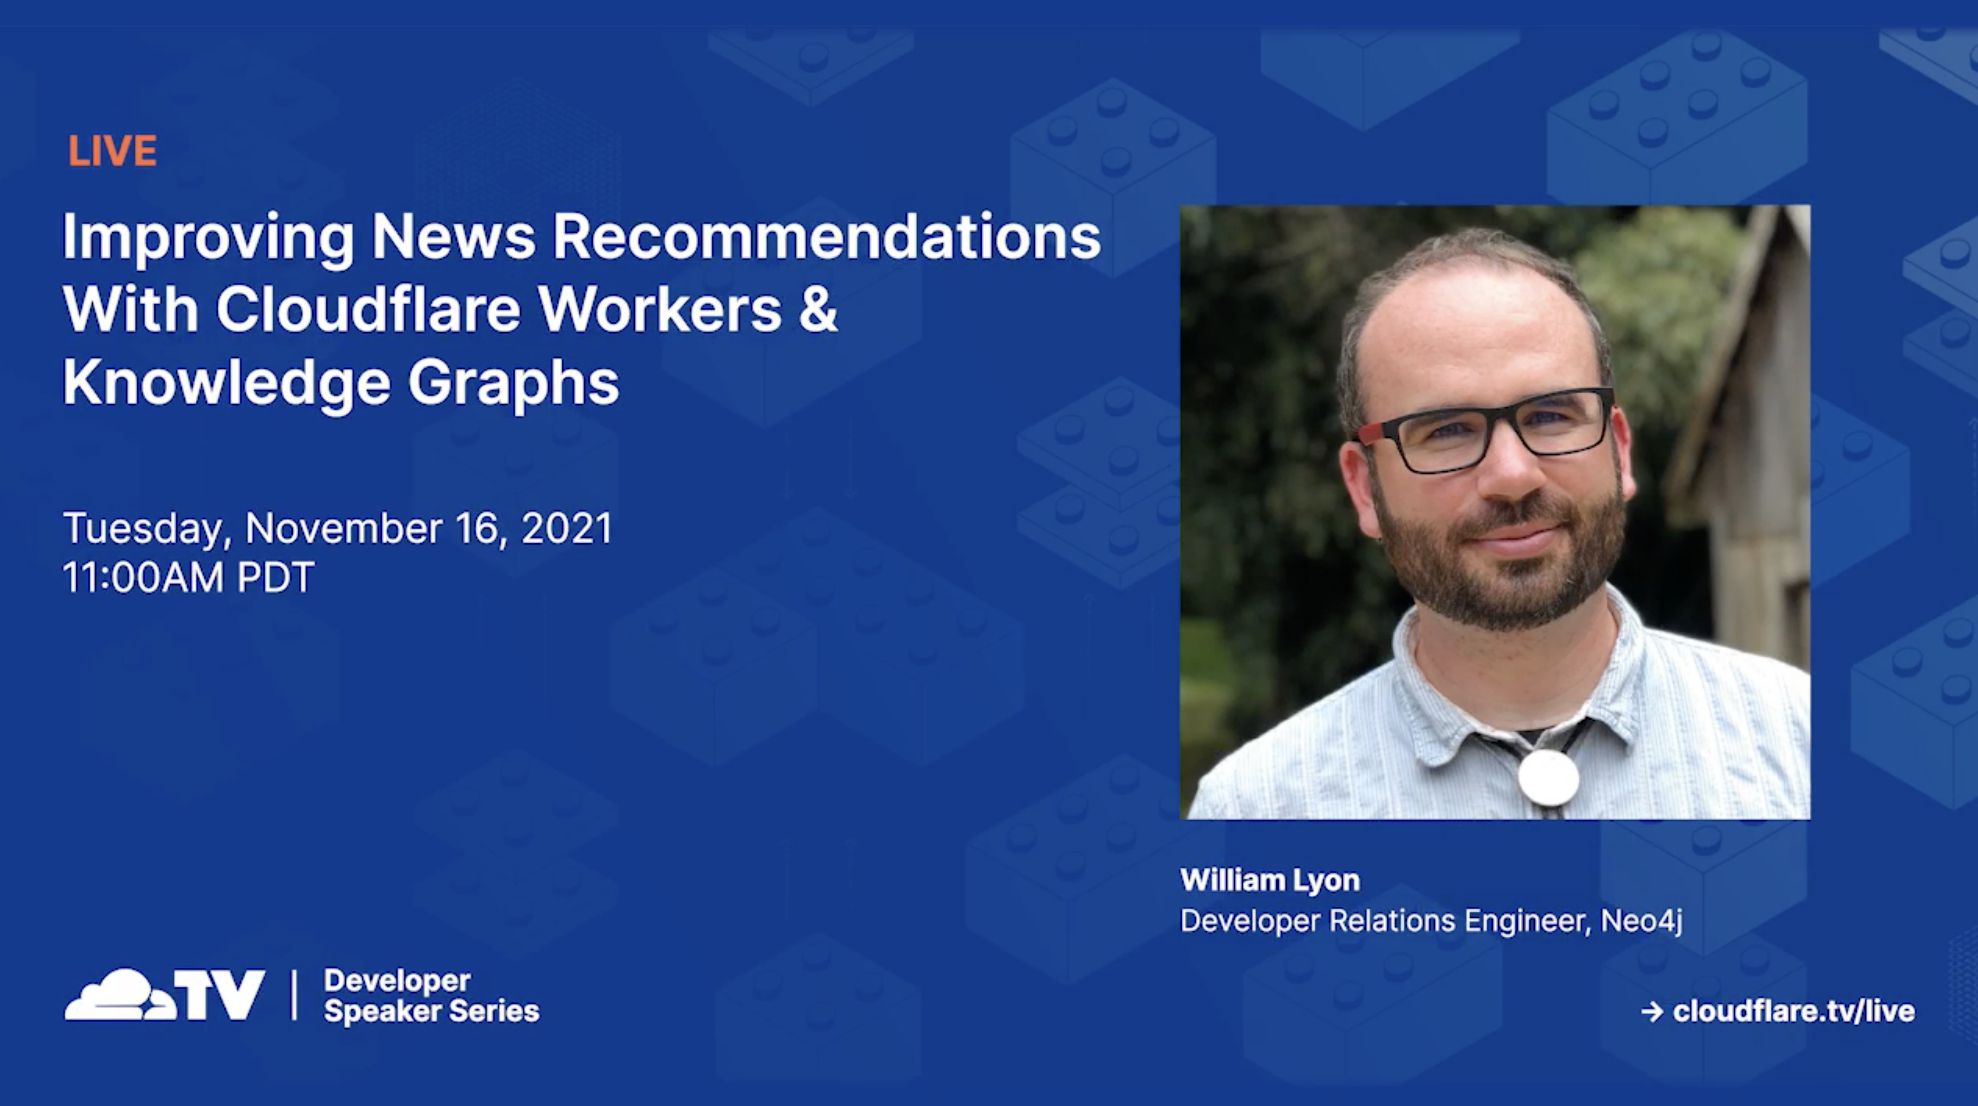 LIVE
Improving News Recommendations
With Cloudflare Workers &
Knowledge Graphs
Tuesday, November 16, 2021
11:00AM PDT
William Lyon
Developer Relations Engineer, Neo4j
TV
Developer
Speaker Series
→ cloudflare.tv/live